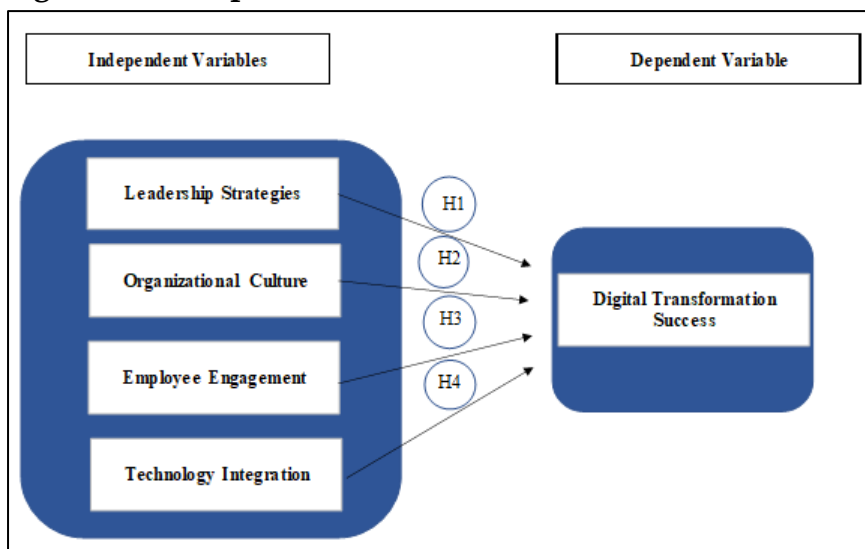 Independent Variables
Dependent Variable
Leadership Strategies
H1
Organizational Culture
H2
Digital Transformation
Success
H3
Employee Engagement
H4
Technology Integration